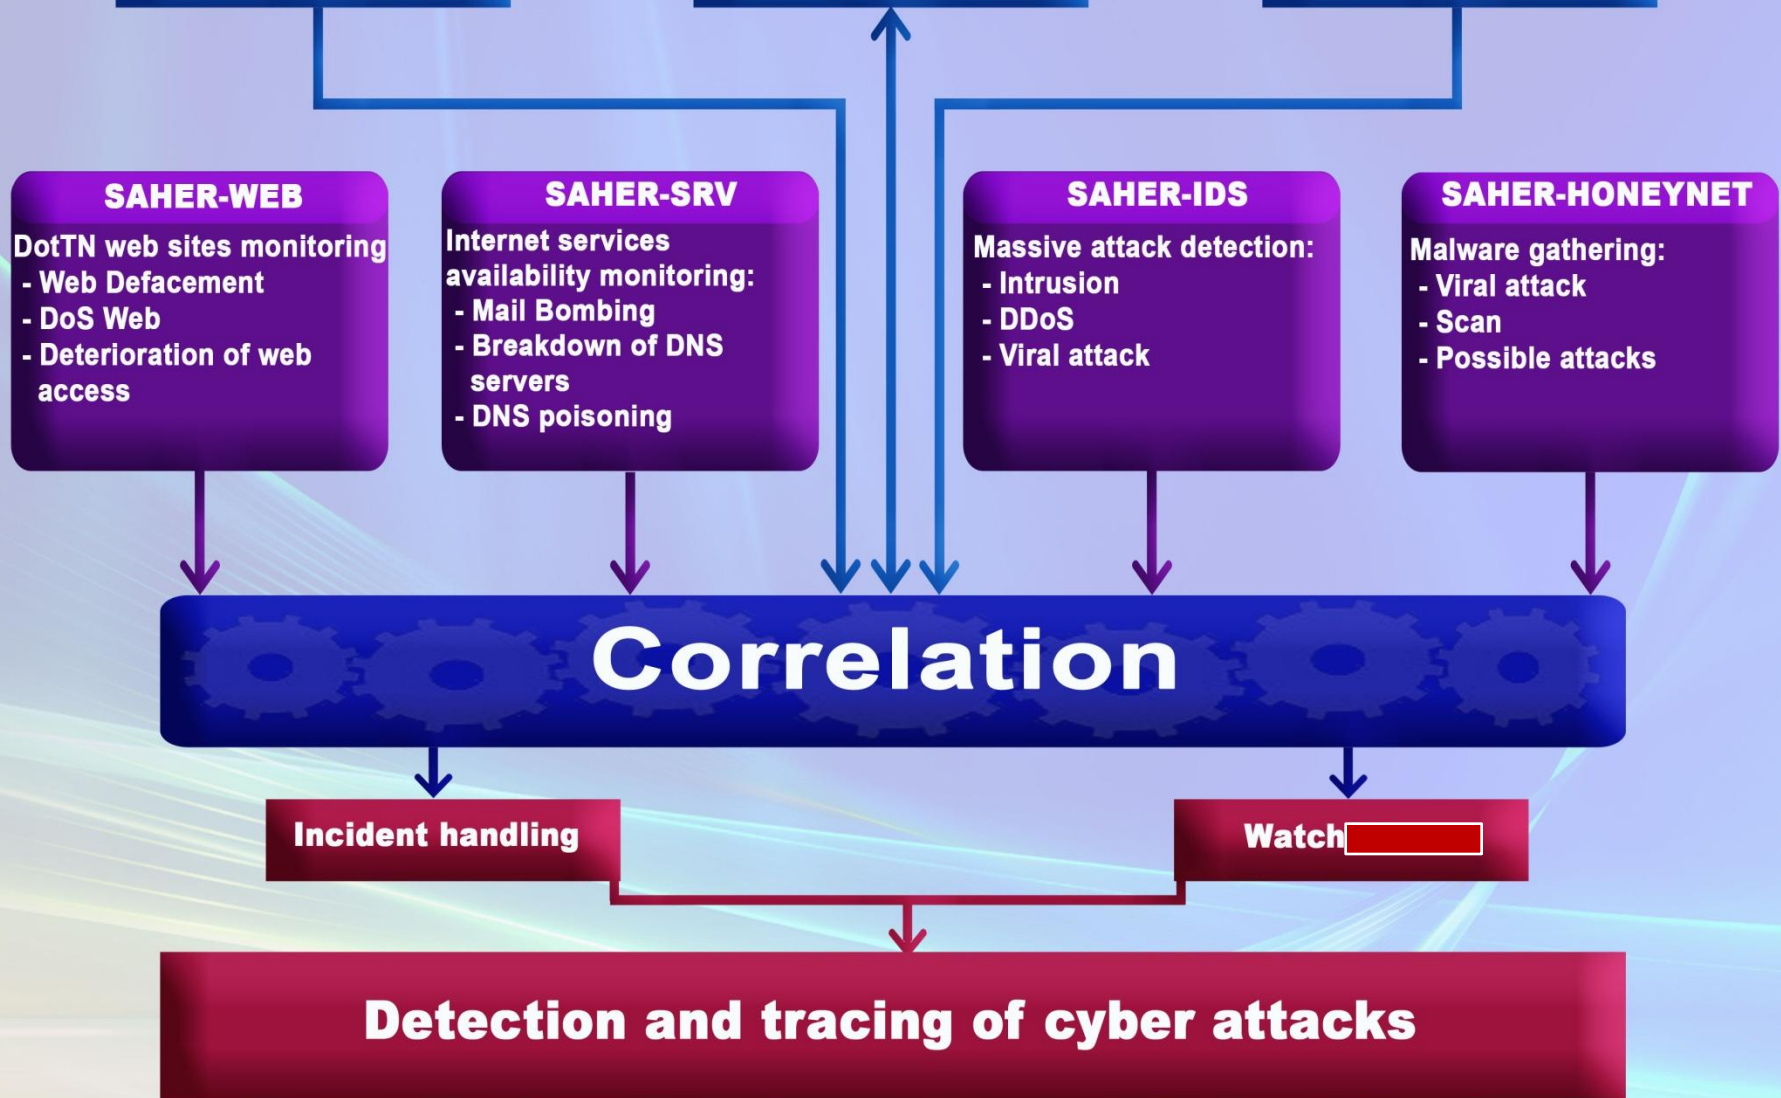 SAHER-WEB
DotTN web sites monitoring
- Web Defacement
- DoS Web
- Deterioration of web
access
SAHER-SRV
Internet services
availability monitoring:
- Mail Bombing
- Breakdown of DNS
servers
- DNS poisoning
SAHER-IDS
Massive attack detection:
- Intrusion
- DDoS
- Viral attack
SAHER-HONEYNET
Malware gathering:
- Viral attack
- Scan
- Possible attacks
Correlation
Incident handling
Watch
Detection and tracing of cyber attacks